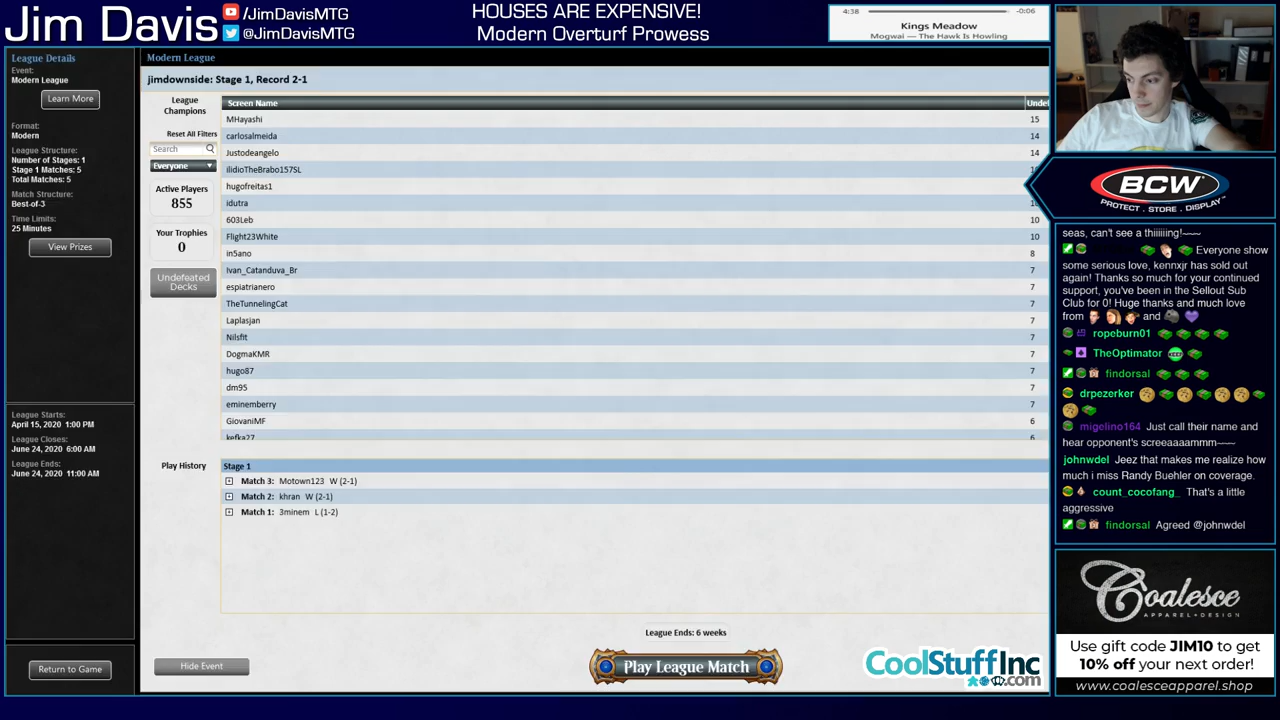 Jim Davis
/JimDavisMTG
@JimDavisMTG
HOUSES ARE EXPENSIVE!
Modern Overturf Prowess
4:38
-0:06
Kings Meadow
Mogwai — The Hawk Is Howling
League Details
Event:
Modern League
Learn More
Format:
Modern
League Structure:
Number of Stages: 1
Stage 1 Matches: 5
Total Matches: 5
Match Structure:
Best-of-3
Time Limits:
25 Minutes
View Prizes
League Starts:
April 15, 2020 1:00 PM
League Closes:
June 24, 2020 6:00 AM
League Ends:
June 24, 2020 11:00 AM
Return to Game
Modern League
jimdownside: Stage 1, Record 2-1
League
Champions
Reset All Filters
Search
Everyone
Active Players
855
Your Trophies
0
Undefeated
Decks
Screen Name
Undef
MHayashi 15
carlosalmeida 14
Justodeangelo 14
ilidioTheBrabo157SL
hugofreitas1
idutra
603Leb 10
Flight23White 10
in5ano 8
Ivan_Catanduva_Br 7
espiatrianero 7
TheTunnelingCat 7
Laplasjan 7
Nilsfit 7
DogmaKMR 7
hugo87 7
dm95 7
eminemberry 7
GiovaniMF 6
kefka27 6
Play History
Stage 1
Match 3: Motown123 W (2-1)
Match 2: khran W (2-1)
Match 1: 3minem L (1-2)
League Ends: 6 weeks
Hide Event
Play League Match
CoolStuffInc
.com
BCW
PROTECT . STORE . DISPLAY
seas, can't see a thiiiiiing!~~~
Everyone show
some serious love, kennxjr has sold out
again! Thanks so much for your continued
support, you've been in the Sellout Sub
Club for 0! Huge thanks and much love
from and
ropeburn01
TheOptimator
findorsal
drpezerker
migelino164 Just call their name and
hear opponent's screeaaaammm~~~
johnwdel Jeez that makes me realize how
much i miss Randy Buehler on coverage.
count_cocofang_ That's a little
aggressive
findorsal Agreed @johnwdel
Coalesce
APPAREL+DESIGN
Use gift code JIM10 to get
10% off your next order!
www.coalesceapparel.shop